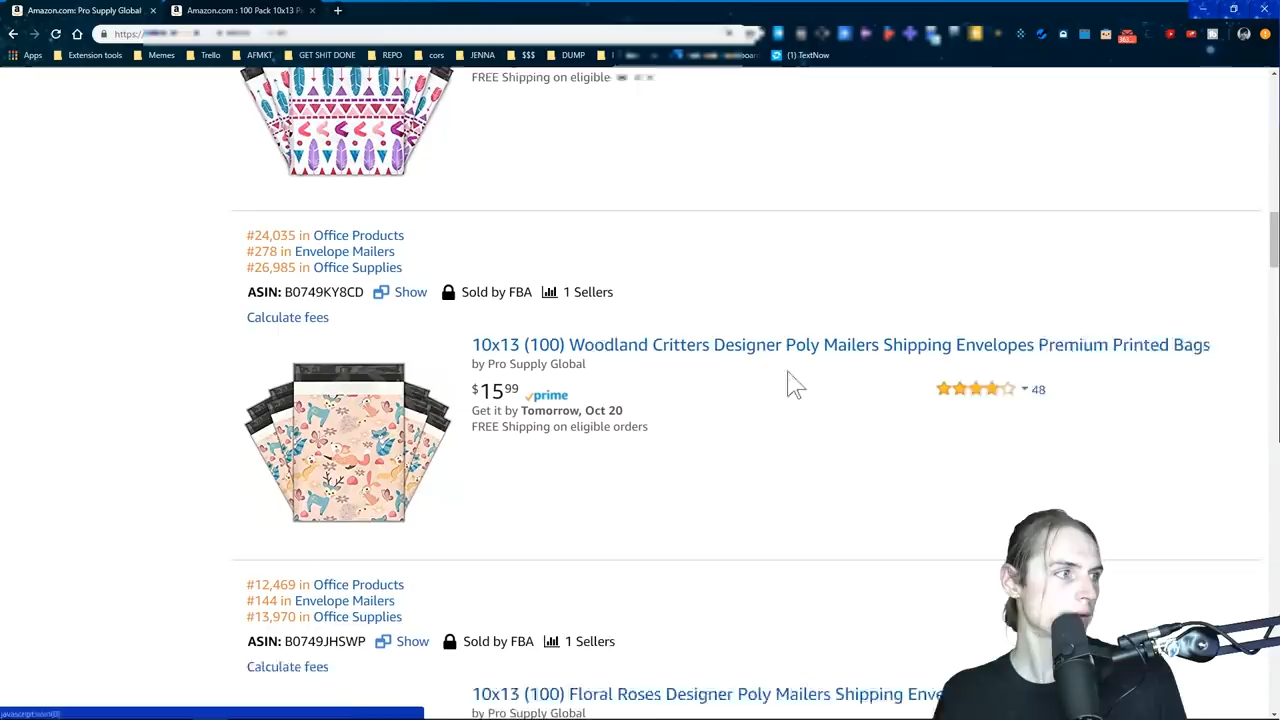 Amazon.com: Pro Supply Global
Amazon.com : 100 Pack 10x13 P
https://
Apps
Extension tools
Memes
Trello
AFMKT
GET SHIT DONE
REPO
cors
JENNA
$$$
DUMP
(1) TextNow
FREE Shipping on eligible
#24,035 in Office Products
#278 in Envelope Mailers
#26,985 in Office Supplies
ASIN: B0749KY8CD Show Sold by FBA 1 Sellers
Calculate fees
10x13 (100) Woodland Critters Designer Poly Mailers Shipping Envelopes Premium Printed Bags
by Pro Supply Global
$15 99 prime
48
Get it by Tomorrow, Oct 20
FREE Shipping on eligible orders
#12,469 in Office Products
#144 in Envelope Mailers
#13,970 in Office Supplies
ASIN: B0749JHSWP Show Sold by FBA 1 Sellers
Calculate fees
10x13 (100) Floral Roses Designer Poly Mailers Shipping Enve
by Pro Supply Global